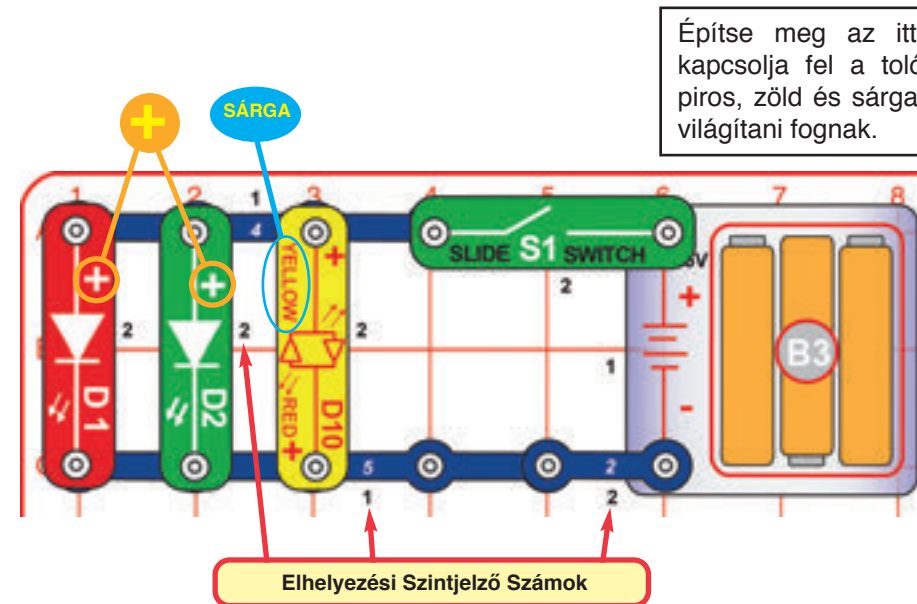 Építse meg az itt
kapcsolja fel a toló
piros, zöld és sárga
világítani fognak.
+
SÁRGA
1 2 3 4 5 6 7 8
1
4
SLIDE S1 SWITCH
2
YELLOW
+
+
+
V
+
2
2
2
1
B3
D1
D2
RED+
D10
-
C
5
2
1
2
Elhelyezési Szintjelző Számok